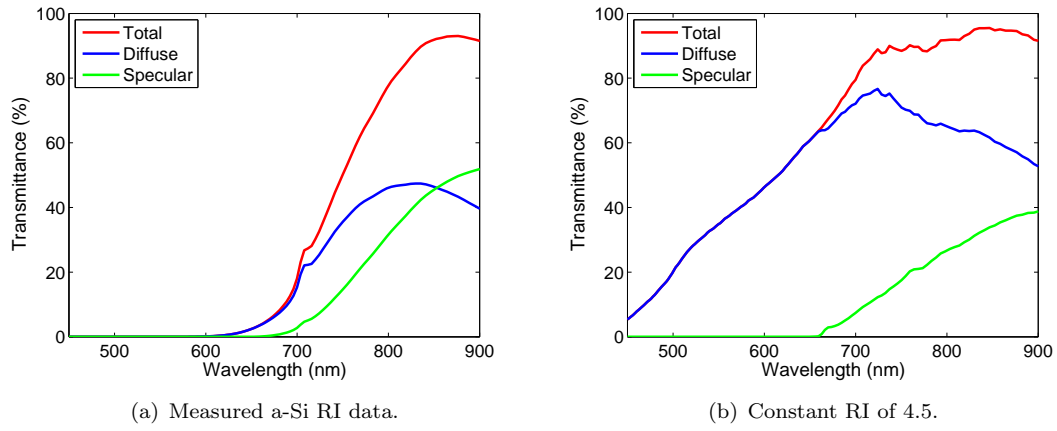 Total
Diffuse
Specular
Transmittance (%)
100
80
60
40
20
0
500 600 700 800 900
Wavelength (nm)
(a) Measured a-Si RI data.
Total
Diffuse
Specular
Transmittance (%)
100
80
60
40
20
0
500 600 700 800 900
Wavelength (nm)
(b) Constant RI of 4.5.